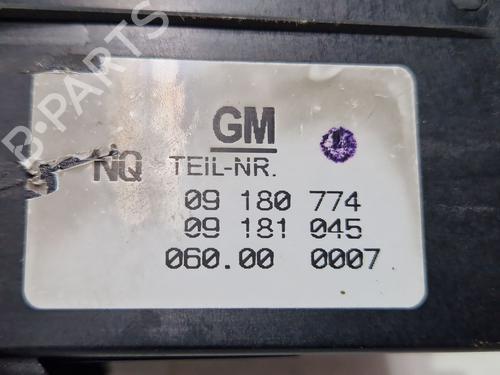 B-PARTS
GM
NQ TEIL-NR.
09 180 774
09 181 045
060.00 0007